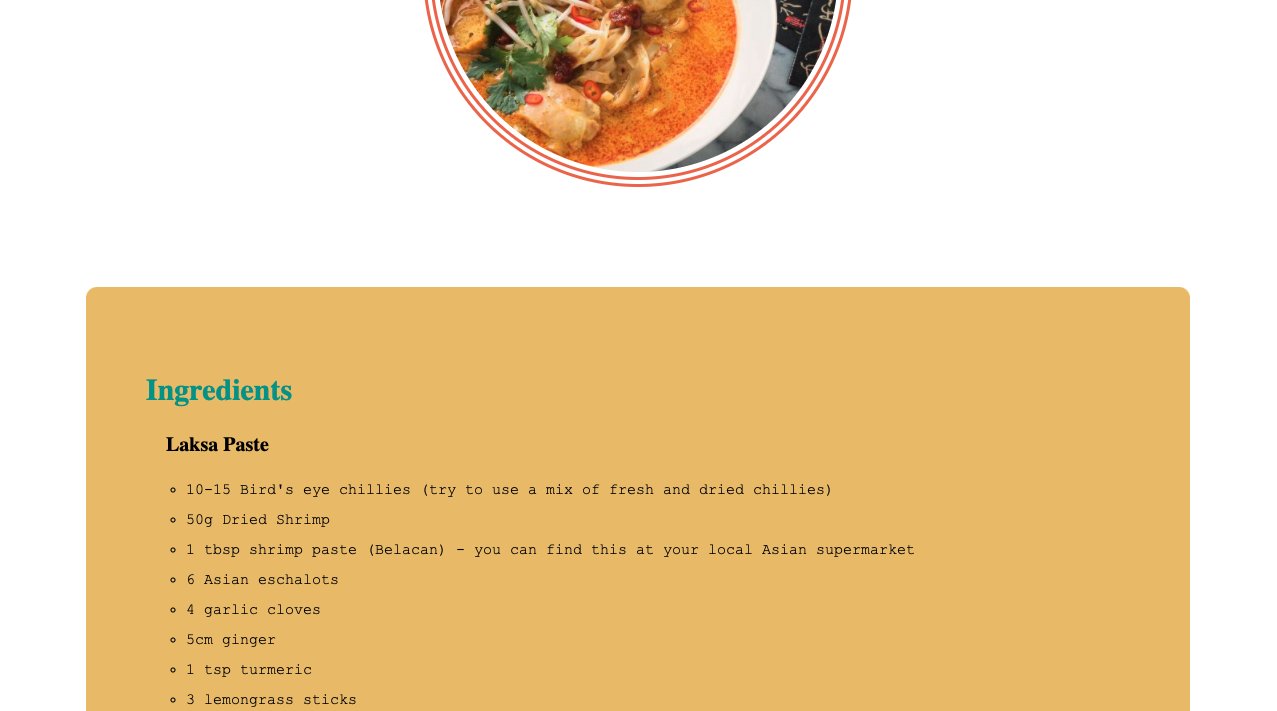 Ingredients
Laksa Paste
10-15 Bird's eye chillies (try to use a mix of fresh and dried chillies)
50g Dried Shrimp
1 tbsp shrimp paste (Belacan) - you can find this at your local Asian supermarket
6 Asian eschalots
4 garlic cloves
5cm ginger
1 tsp turmeric
3 lemongrass sticks